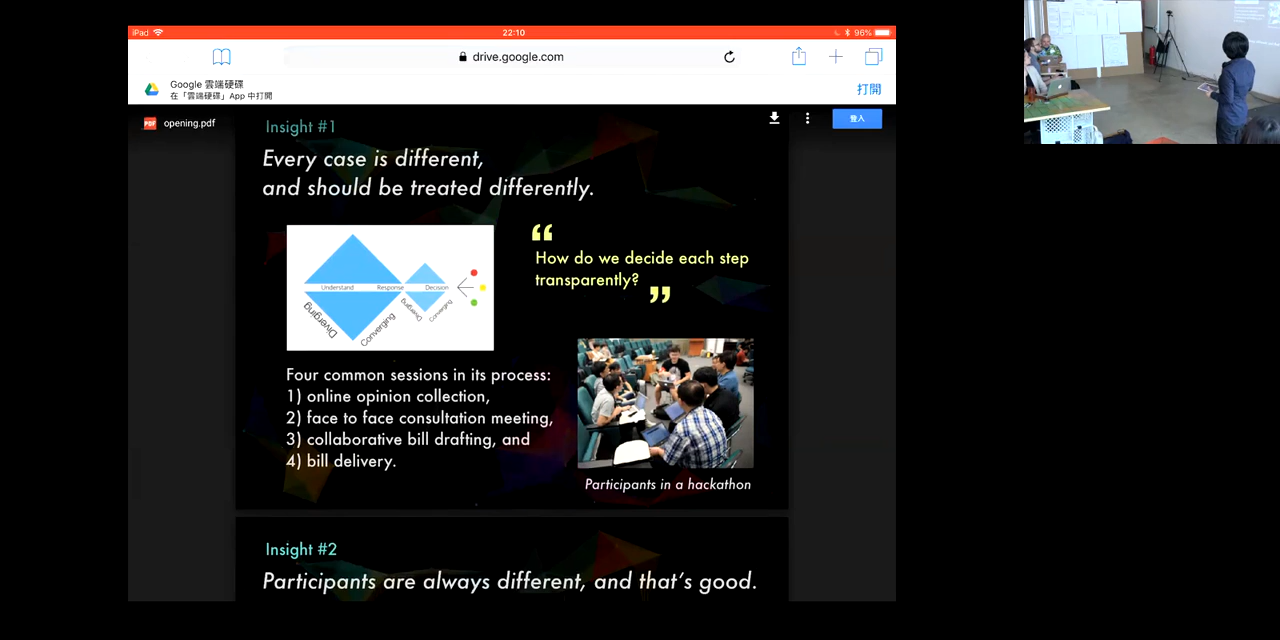 iPad
22:10
96%
drive.google.com
Google 雲端硬碟
在「雲端硬碟」App 中打開
打開
PDF
opening.pdf
登入
Insight #1
Every case is different,
and should be treated differently.
“
How do we decide each step
transparently?
”
Understand
Response
Decision
Diverging
Converging
Diverging
Converging
Four common sessions in its process:
1) online opinion collection,
2) face to face consultation meeting,
3) collaborative bill drafting, and
4) bill delivery.
Participants in a hackathon
Insight #2
Participants are always different, and that's good.